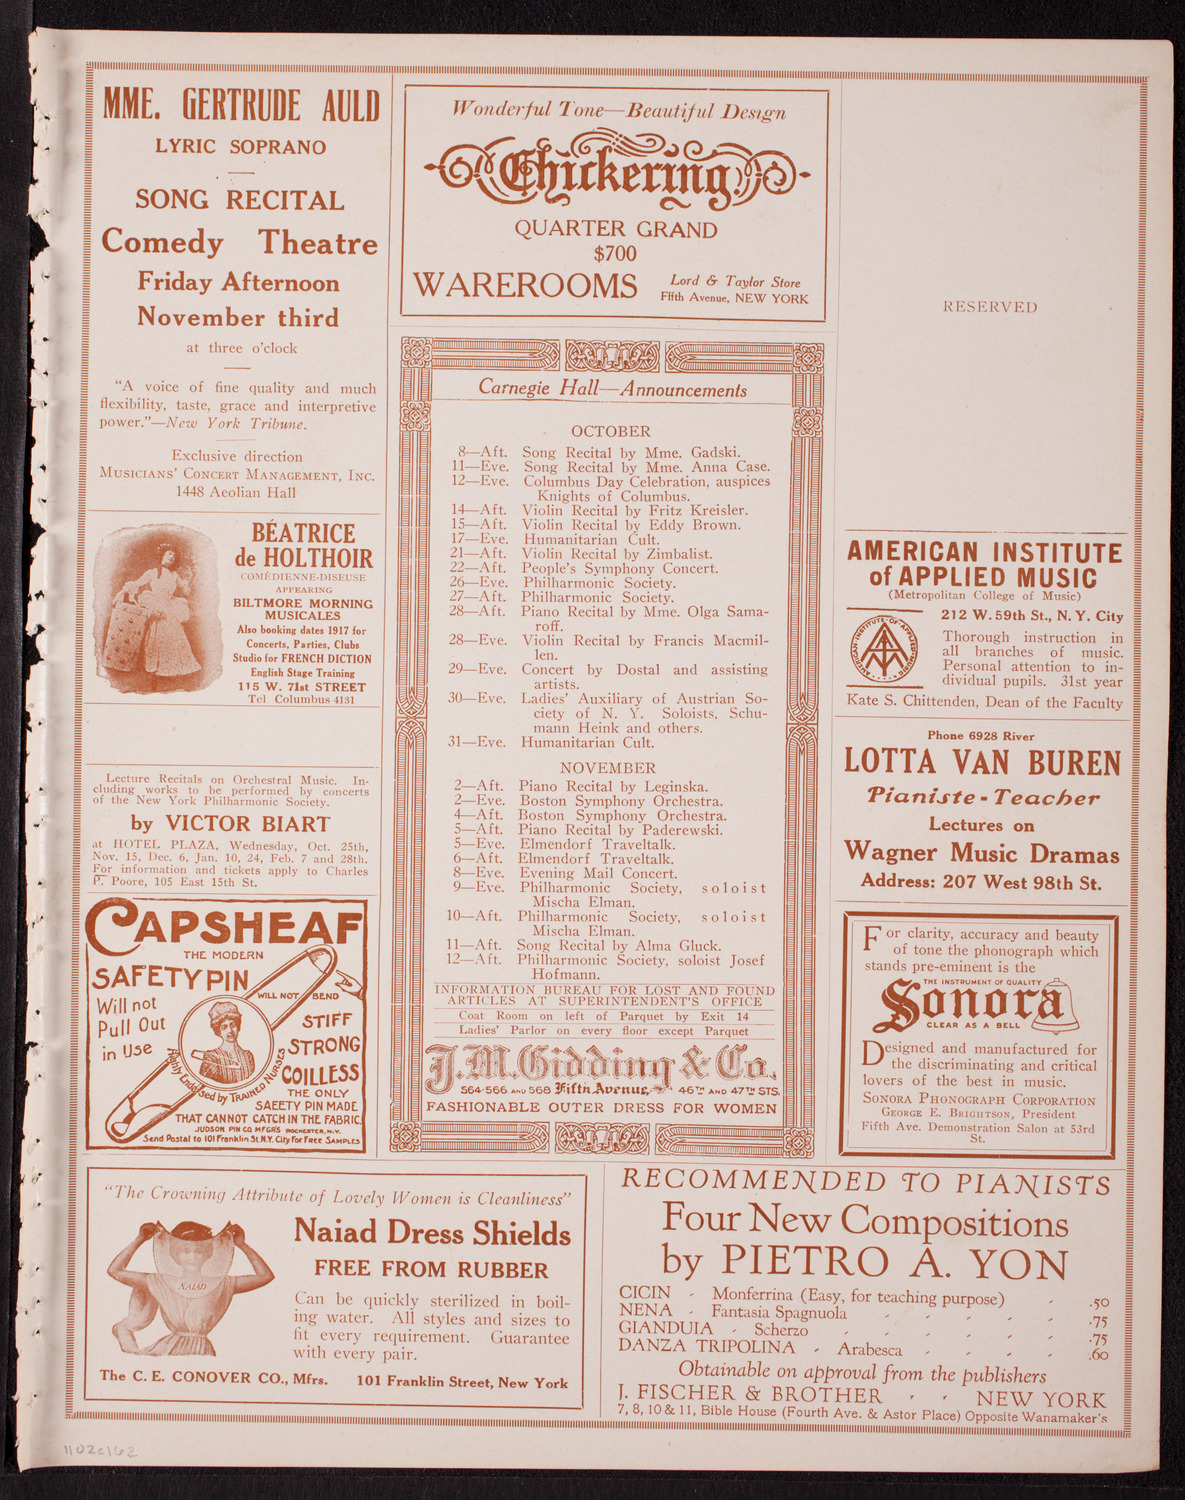 MME. GERTRUDE AULD
LYRIC SOPRANO
SONG RECITAL
Comedy Theatre
Friday Afternoon
November third
at three o'clock
"A voice of fine quality and much
flexibility, taste, grace and interpretive
power."—New York Tribune.
Exclusive direction
MUSICIANS' CONCERT MANAGEMENT, INC.
1448 Aeolian Hall
BÉATRICE
de HOLTHOIR
COMÉDIENNE-DISEUSE
APPEARING
BILTMORE MORNING
MUSICALES
Also booking dates 1917 for
Concerts, Parties, Clubs
Studio for FRENCH DICTION
English Stage Training
115 W. 71st STREET
Tel. Columbus 4131
Lecture Recitals on Orchestral Music. In-
cluding works to be performed by concerts
of the New York Philharmonic Society.
by VICTOR BIART
at HOTEL PLAZA, Wednesday, Oct. 25th,
Nov. 15, Dec. 6, Jan. 10, 24, Feb. 7 and 28th.
For information and tickets apply to Charles
P. Poore, 105 East 15th St.
CAPSHEAF
THE MODERN
SAFETY PIN
WILL NOT BEND
Will not
Pull Out
in Use
STIFF
STRONG
COILLESS
Highly Endorsed by TRAINED NURSES
THE ONLY
SAFETY PIN MADE
THAT CANNOT CATCH IN THE FABRIC.
JUDSON PIN CO. MFGRS ROCHESTER, N.Y.
Send Postal to 101 Franklin St. N.Y. City for Free SAMPLES
Wonderful Tone—Beautiful Design
Chickering
QUARTER GRAND
$700
WAREROOMS
Lord & Taylor Store
Fifth Avenue, NEW YORK
Carnegie Hall—Announcements
OCTOBER
8—Aft. Song Recital by Mme. Gadski.
11—Eve. Song Recital by Mme. Anna Case.
12—Eve. Columbus Day Celebration, auspices
Knights of Columbus.
14—Aft. Violin Recital by Fritz Kreisler.
15—Aft. Violin Recital by Eddy Brown.
17—Eve. Humanitarian Cult.
21—Aft. Violin Recital by Zimbalist.
22—Aft. People's Symphony Concert.
26—Eve. Philharmonic Society.
27—Aft. Philharmonic Society.
28—Aft. Piano Recital by Mme. Olga Sama-
roff.
28—Eve. Violin Recital by Francis Macmil-
len.
29—Eve. Concert by Dostal and assisting
artists.
30—Eve. Ladies' Auxiliary of Austrian So-
ciety of N. Y. Soloists, Schu-
mann Heink and others.
31—Eve. Humanitarian Cult.
NOVEMBER
2—Aft. Piano Recital by Leginska.
2—Eve. Boston Symphony Orchestra.
4—Aft. Boston Symphony Orchestra.
5—Aft. Piano Recital by Paderewski.
5—Eve. Elmendorf Traveltalk.
6—Aft. Elmendorf Traveltalk.
8—Eve. Evening Mail Concert.
9—Eve. Philharmonic Society, soloist
Mischa Elman.
10—Aft. Philharmonic Society, soloist
Mischa Elman.
11—Aft. Song Recital by Alma Gluck.
12—Aft. Philharmonic Society, soloist Josef
Hofmann.
INFORMATION BUREAU FOR LOST AND FOUND
ARTICLES AT SUPERINTENDENT'S OFFICE
Coat Room on left of Parquet by Exit 14
Ladies' Parlor on every floor except Parquet
J. M. Gidding & Co.
564-566 AND 568 Fifth Avenue, 46TH AND 47TH STS.
FASHIONABLE OUTER DRESS FOR WOMEN
RESERVED
AMERICAN INSTITUTE
of APPLIED MUSIC
(Metropolitan College of Music)
212 W. 59th St., N. Y. City
AMERICAN INSTITUTE OF APPLIED MUSIC
Thorough instruction in
all branches of music.
Personal attention to in-
dividual pupils. 31st year
Kate S. Chittenden, Dean of the Faculty
Phone 6928 River
LOTTA VAN BUREN
Pianiste - Teacher
Lectures on
Wagner Music Dramas
Address: 207 West 98th St.
For clarity, accuracy and beauty
of tone the phonograph which
stands pre-eminent is the
THE INSTRUMENT OF QUALITY
Sonora
CLEAR AS A BELL
Designed and manufactured for
the discriminating and critical
lovers of the best in music.
SONORA PHONOGRAPH CORPORATION
GEORGE E. BRIGHTSON, President
Fifth Ave. Demonstration Salon at 53rd
St.
"The Crowning Attribute of Lovely Women is Cleanliness"
NAIAD
Naiad Dress Shields
FREE FROM RUBBER
Can be quickly sterilized in boil-
ing water. All styles and sizes to
fit every requirement. Guarantee
with every pair.
The C. E. CONOVER CO., Mfrs. 101 Franklin Street, New York
RECOMMENDED TO PIANISTS
Four New Compositions
by PIETRO A. YON
CICIN - Monferrina (Easy, for teaching purpose) - .50
NENA - Fantasia Spagnuola - - - - - .75
GIANDUIA - Scherzo - - - - - - .75
DANZA TRIPOLINA - Arabesca - - - - .60
Obtainable on approval from the publishers
J. FISCHER & BROTHER - - NEW YORK
7, 8, 10 & 11, Bible House (Fourth Ave. & Astor Place) Opposite Wanamaker's
1102c162